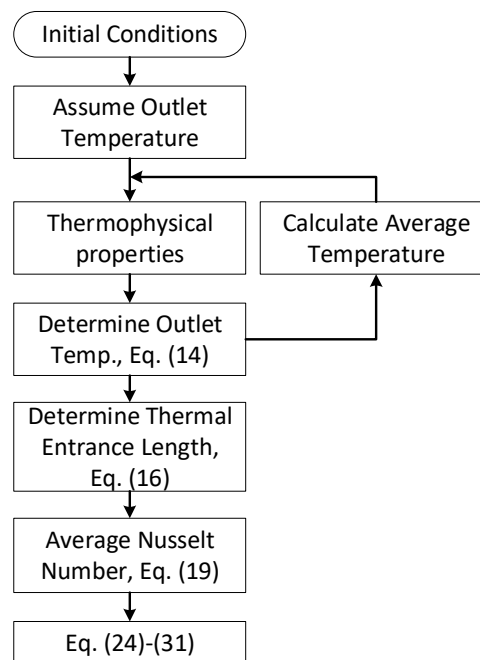 Initial Conditions
Assume Outlet
Temperature
Thermophysical
properties
Calculate Average
Temperature
Determine Outlet
Temp., Eq. (14)
Determine Thermal
Entrance Length,
Eq. (16)
Average Nusselt
Number, Eq. (19)
Eq. (24)-(31)